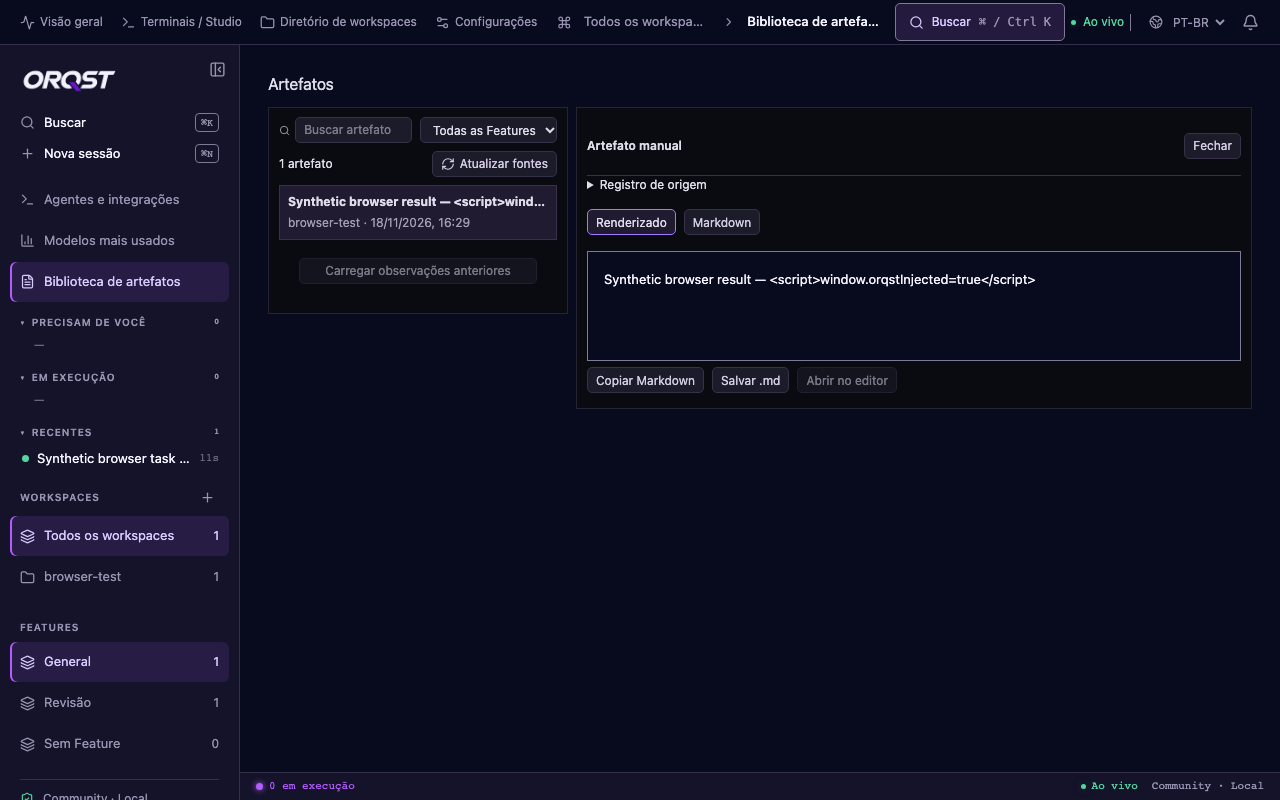 Visão geral
Terminais / Studio
Diretório de workspaces
Configurações
⌘ Todos os workspa... › Biblioteca de artefa...
Buscar ⌘ / Ctrl K
Ao vivo
PT-BR
ORQST
Buscar ⌘K
Nova sessão ⌘N
Agentes e integrações
Modelos mais usados
Biblioteca de artefatos
PRECISAM DE VOCÊ 0
—
EM EXECUÇÃO 0
—
RECENTES 1
Synthetic browser task ... 11s
WORKSPACES +
Todos os workspaces 1
browser-test 1
FEATURES
General 1
Revisão 1
Sem Feature 0
Community · Local
Artefatos
Buscar artefato
Todas as Features
1 artefato
Atualizar fontes
Synthetic browser result — <script>wind...
browser-test · 18/11/2026, 16:29
Carregar observações anteriores
Artefato manual
Fechar
Registro de origem
Renderizado
Markdown
Synthetic browser result — <script>window.orqstInjected=true</script>
Copiar Markdown
Salvar .md
Abrir no editor
0 em execução
Ao vivo
Community · Local